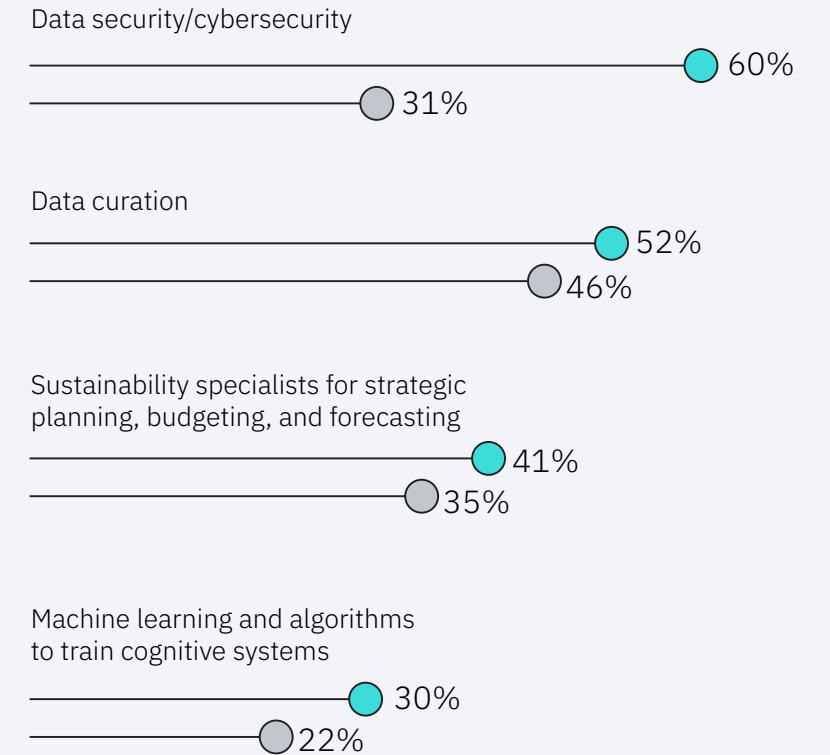 Data security/cybersecurity
60%
31%
Data curation
52%
46%
Sustainability specialists for strategic
planning, budgeting, and forecasting
41%
35%
Machine learning and algorithms
to train cognitive systems
30%
22%